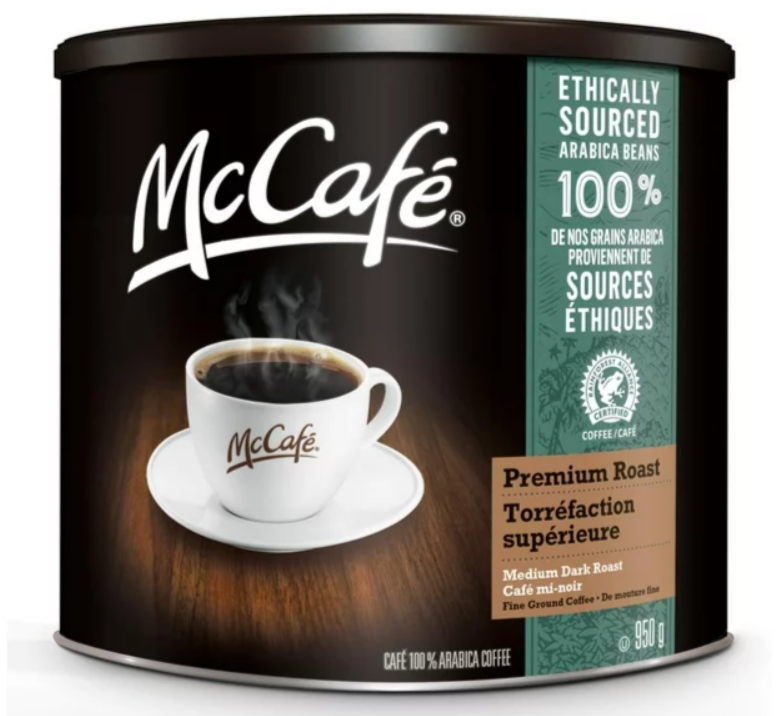 McCafé®
McCafé®
ETHICALLY
SOURCED
ARABICA BEANS
100%
DE NOS GRAINS ARABICA
PROVIENNENT DE
SOURCES
ÉTHIQUES
RAINFOREST ALLIANCE
CERTIFIED
COFFEE/CAFÉ
Premium Roast
Torréfaction
supérieure
Medium Dark Roast
Café mi-noir
Fine Ground Coffee • De mouture fine
CAFÉ 100% ARABICA COFFEE
U 950 g